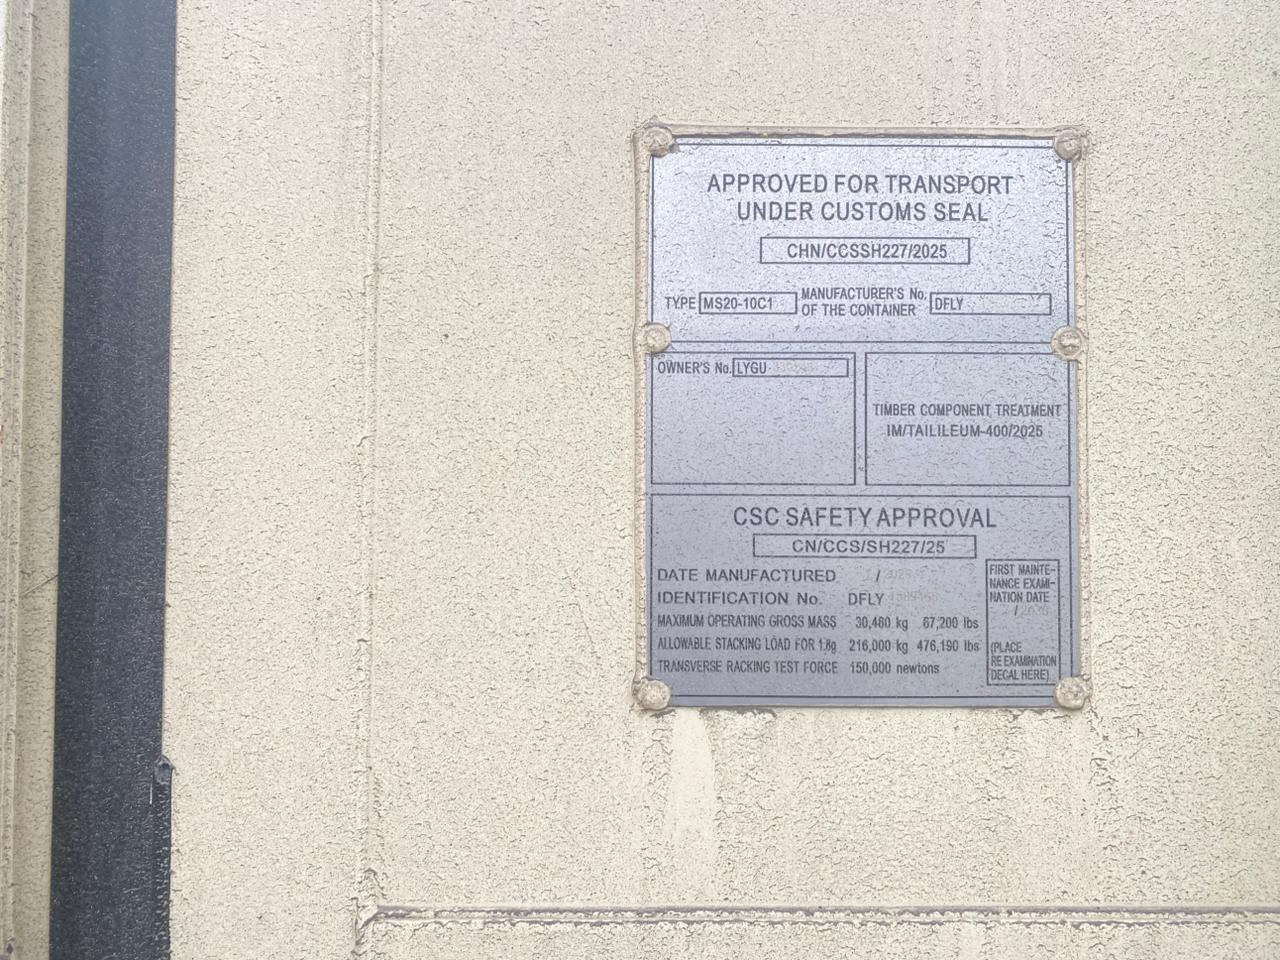 APPROVED FOR TRANSPORT
UNDER CUSTOMS SEAL
CHN/CCSSH227/2025
TYPE MS20-10C1 MANUFACTURER'S No. OF THE CONTAINER DFLY
OWNER'S No. LYGU
TIMBER COMPONENT TREATMENT
IM/TAILILEUM-400/2025
CSC SAFETY APPROVAL
CN/CCS/SH227/25
DATE MANUFACTURED /
IDENTIFICATION No. DFLY
MAXIMUM OPERATING GROSS MASS 30,480 kg 67,200 lbs
ALLOWABLE STACKING LOAD FOR 1.8g 216,000 kg 476,190 lbs
TRANSVERSE RACKING TEST FORCE 150,000 newtons
FIRST MAINTE-
NANCE EXAMI-
NATION DATE
/
(PLACE
RE EXAMINATION
DECAL HERE)